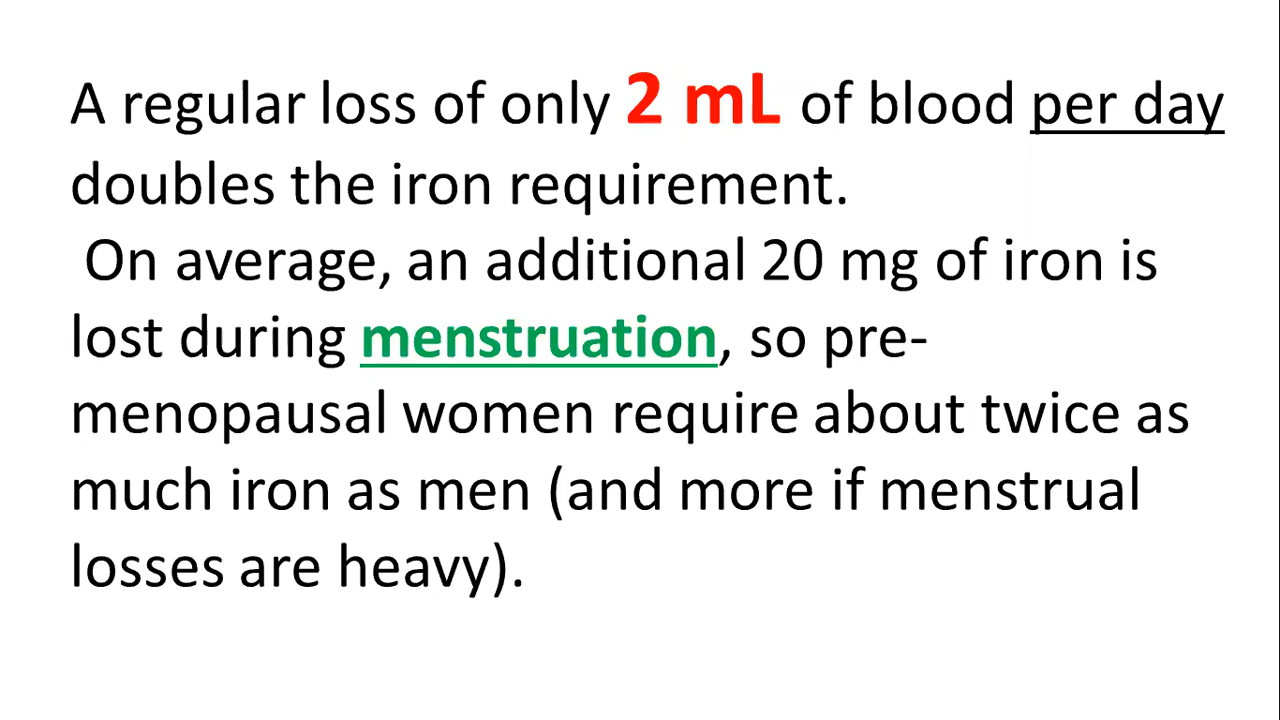 A regular loss of only 2 mL of blood per day
doubles the iron requirement.
On average, an additional 20 mg of iron is
lost during menstruation, so pre-
menopausal women require about twice as
much iron as men (and more if menstrual
losses are heavy).